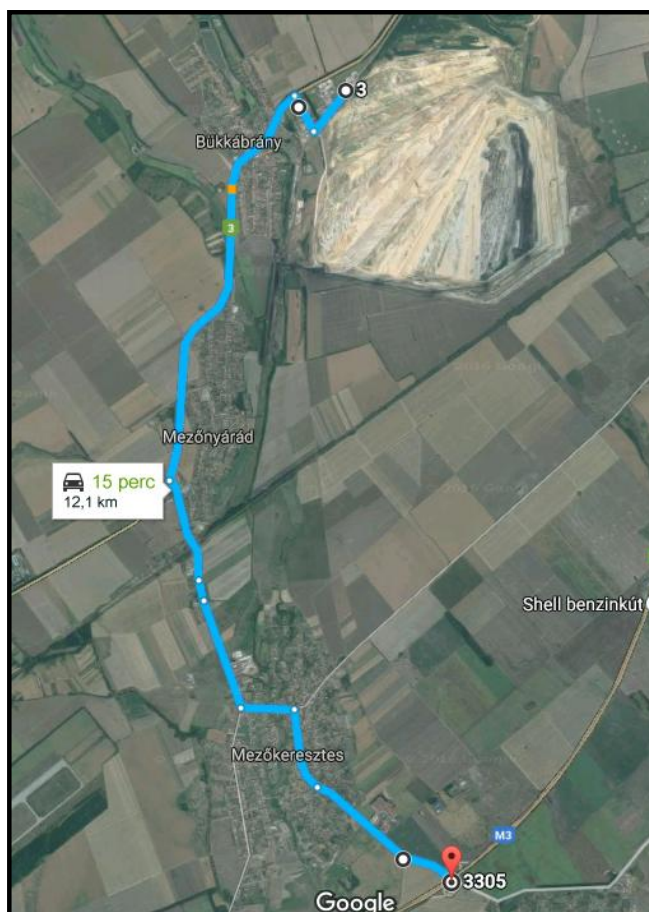 3
Bükkábrány
3
Mezőnyárád
15 perc
12,1 km
Shell benzinkút
Mezőkeresztes
M3
3305
Google